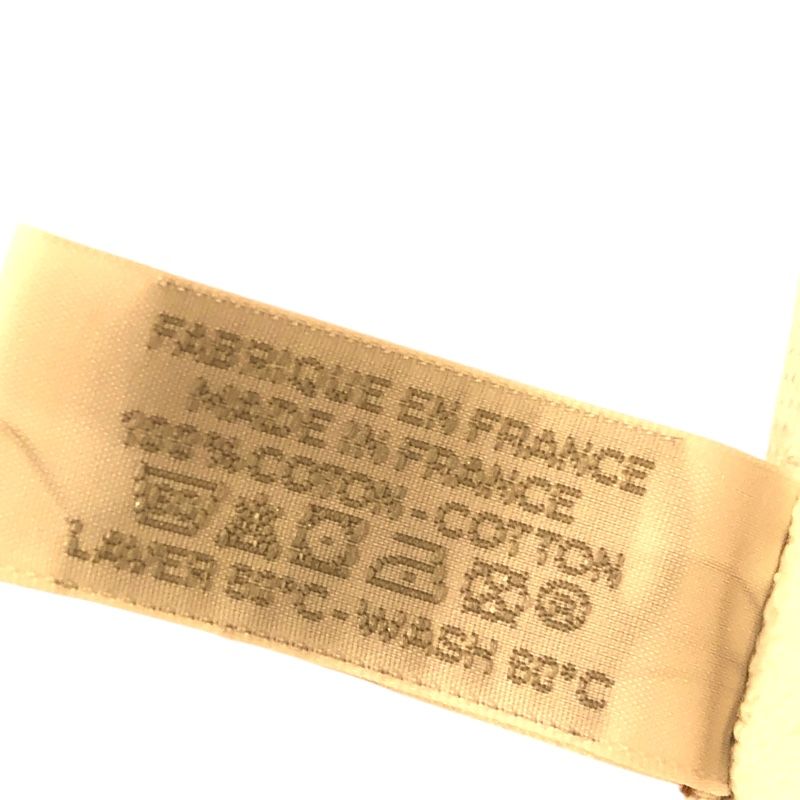 FABRIQUE EN FRANCE
MADE IN FRANCE
100% COTON - COTTON
LAVER 60°C - WASH 60°C